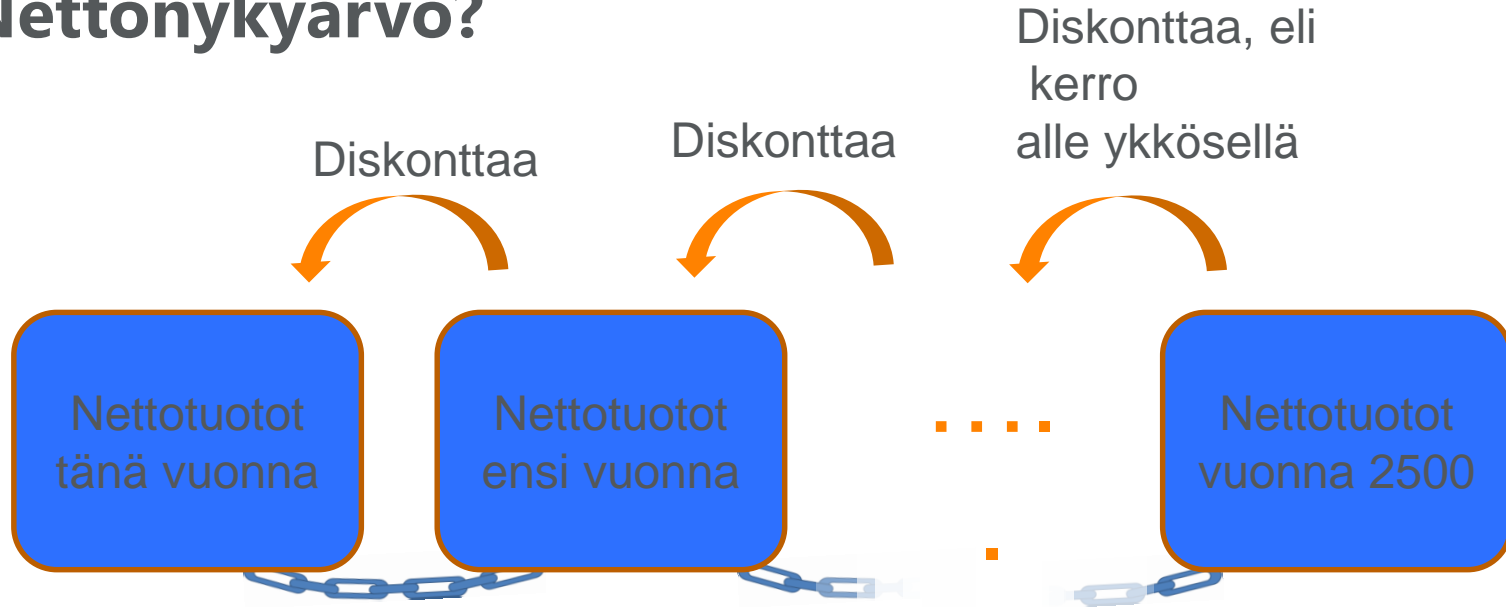 Nettonykyarvo?
Diskonttaa, eli
kerro
alle ykkösellä
Diskonttaa
Diskonttaa
Nettotuotot
tänä vuonna
Nettotuotot
ensi vuonna
Nettotuotot
vuonna 2500